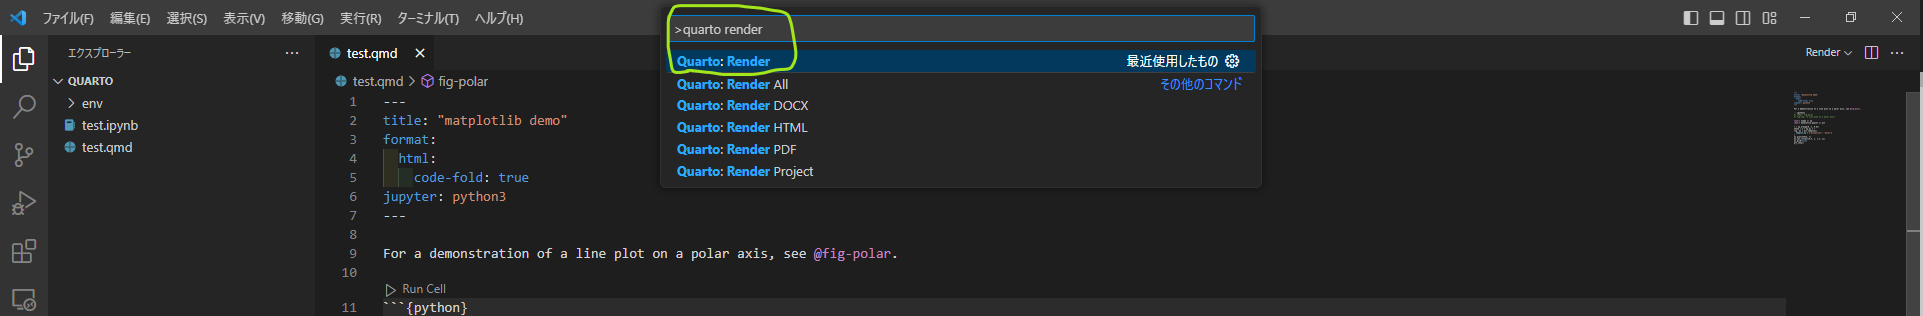 ファイル(F) 編集(E) 選択(S) 表示(V) 移動(G) 実行(R) ターミナル(T) ヘルプ(H)
>quarto render
Quarto: Render 最近使用したもの
Quarto: Render All その他のコマンド
Quarto: Render DOCX
Quarto: Render HTML
Quarto: Render PDF
Quarto: Render Project
エクスプローラー ···
QUARTO
env
test.ipynb
test.qmd
test.qmd
Render ···
test.qmd > fig-polar
1 ---
2 title: "matplotlib demo"
3 format:
4 html:
5 code-fold: true
6 jupyter: python3
7 ---
8
9 For a demonstration of a line plot on a polar axis, see @fig-polar.
10
Run Cell
11 ```{python}